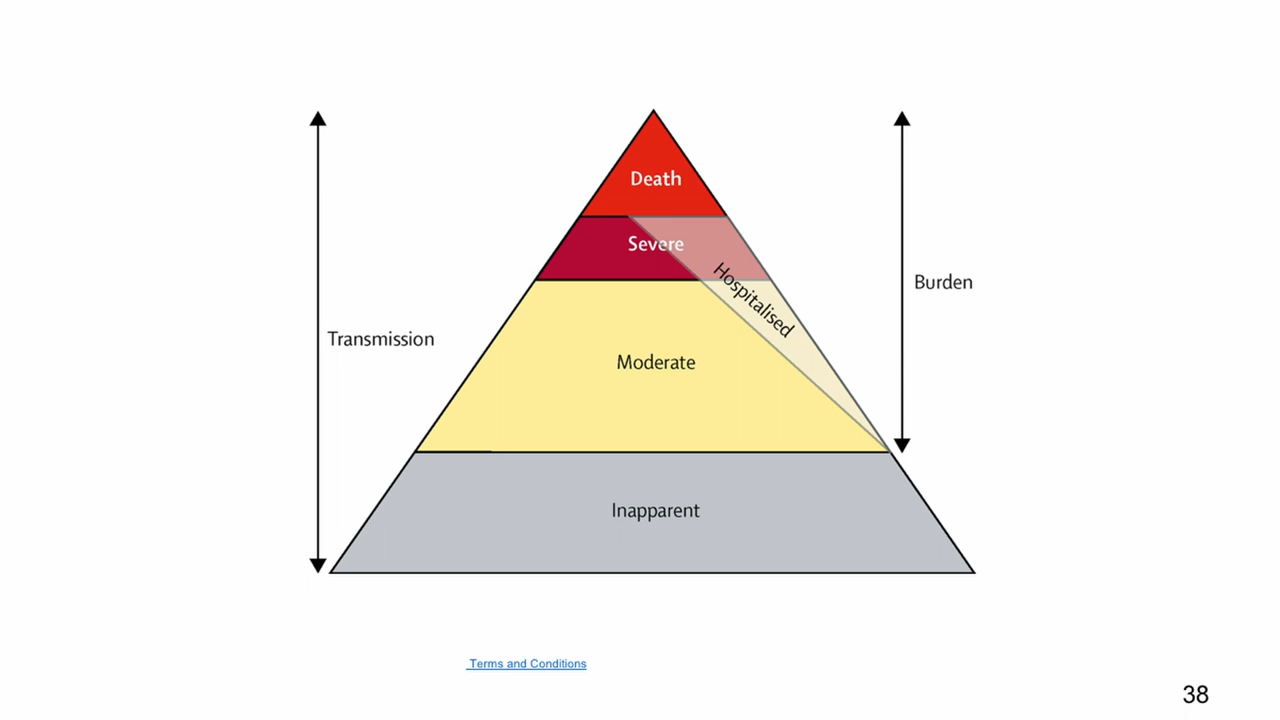 Death
Severe
Hospitalised
Burden
Transmission
Moderate
Inapparent
Terms and Conditions
38